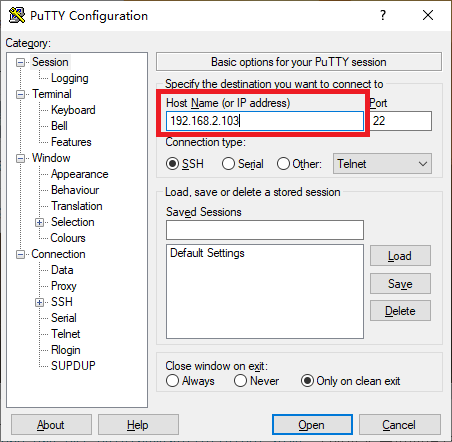 PuTTY Configuration
Category:
Session
Logging
Terminal
Keyboard
Bell
Features
Window
Appearance
Behaviour
Translation
Selection
Colours
Connection
Data
Proxy
SSH
Serial
Telnet
Rlogin
SUPDUP
Basic options for your PuTTY session
Specify the destination you want to connect to
Host Name (or IP address) Port
192.168.2.103 22
Connection type:
SSH Serial Other: Telnet
Load, save or delete a stored session
Saved Sessions
Default Settings
Load
Save
Delete
Close window on exit:
Always Never Only on clean exit
About Help Open Cancel